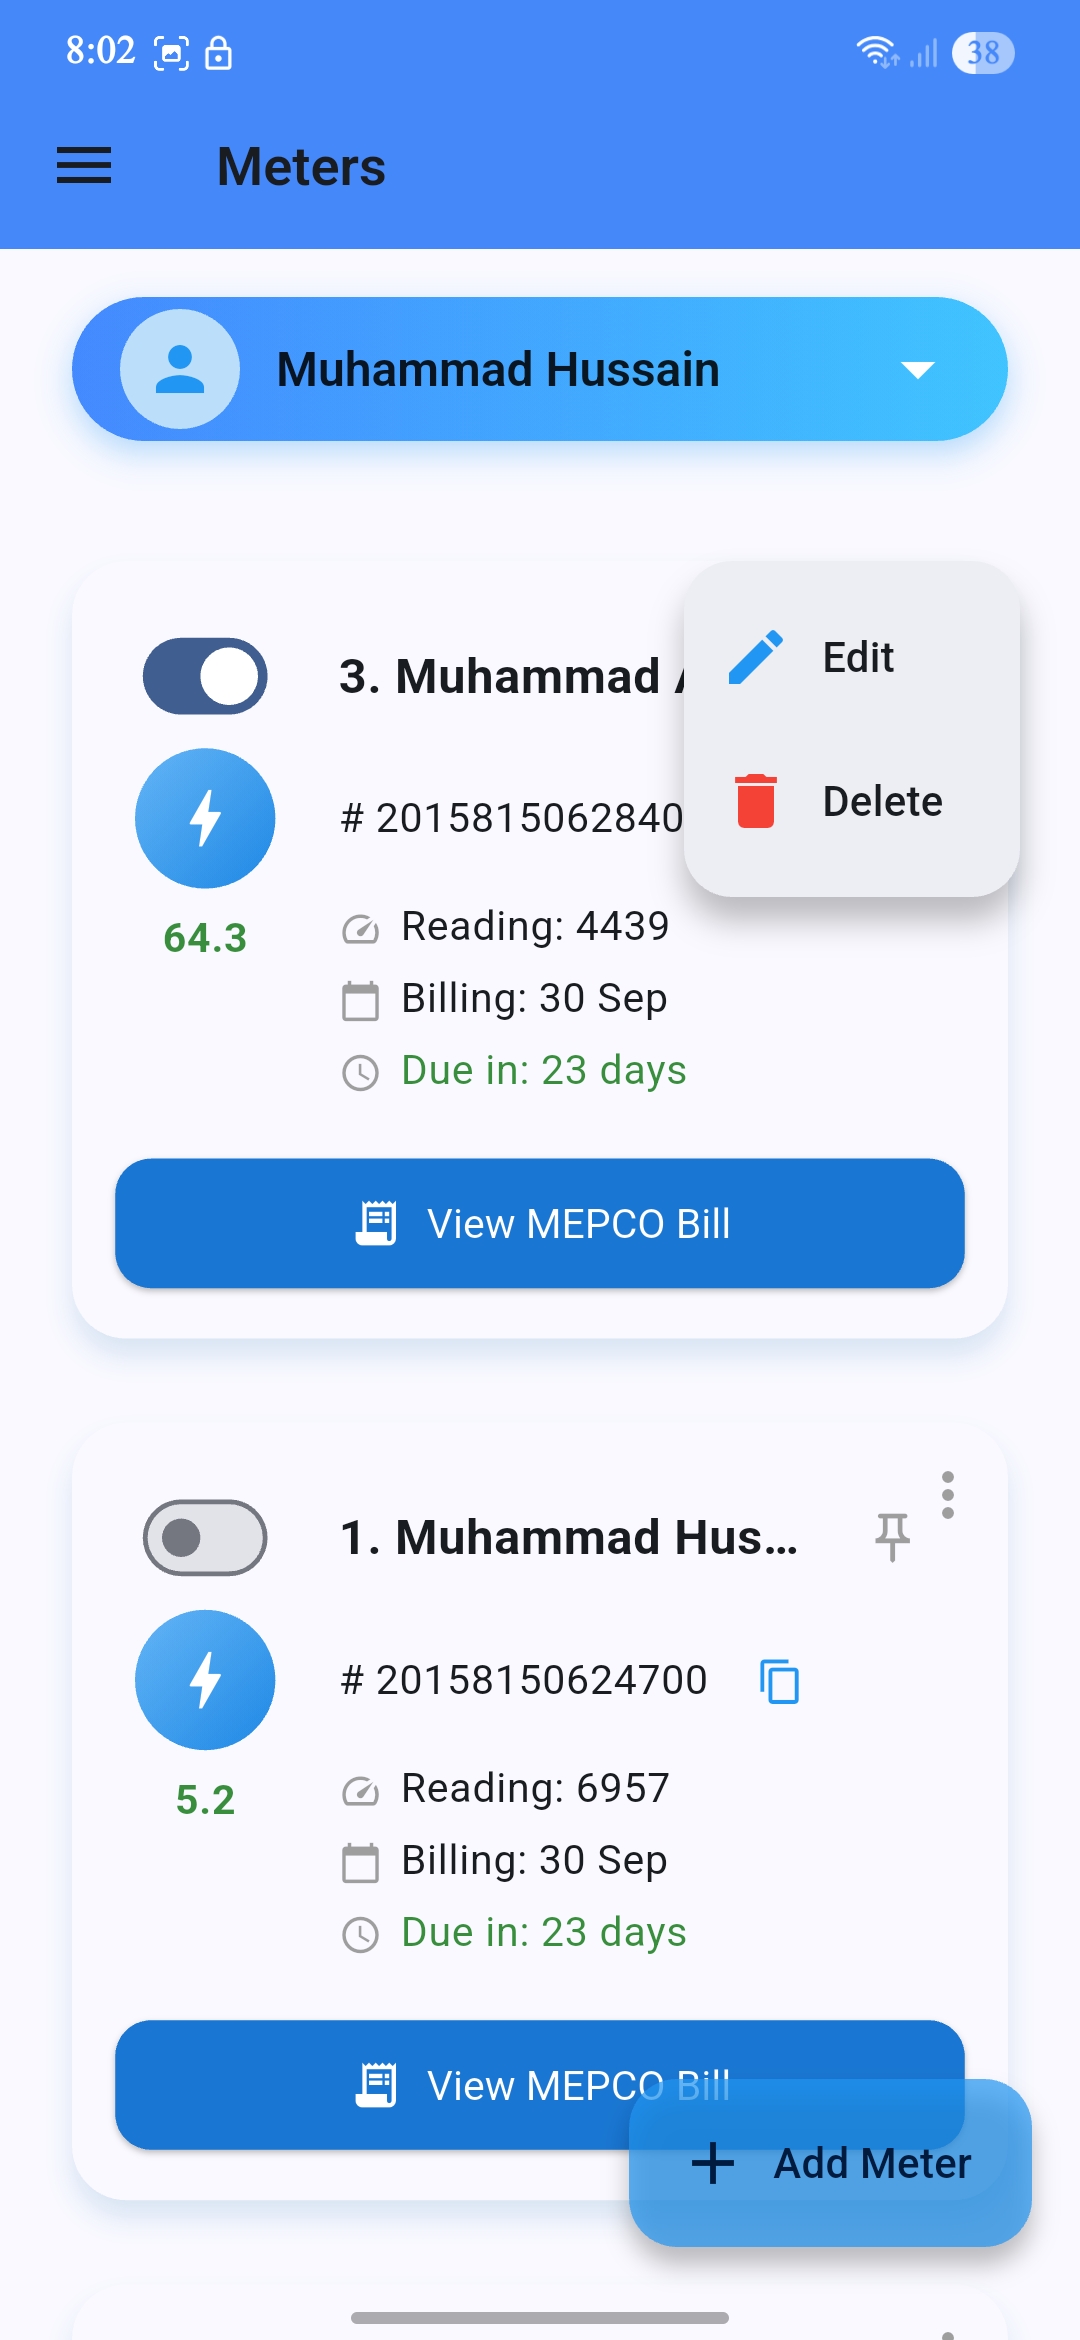 8:02
38
Meters
Muhammad Hussain
3. Muhammad
Edit
# 2015815062840
Delete
64.3
Reading: 4439
Billing: 30 Sep
Due in: 23 days
View MEPCO Bill
1. Muhammad Hus...
# 20158150624700
5.2
Reading: 6957
Billing: 30 Sep
Due in: 23 days
View MEPCO Bill
Add Meter